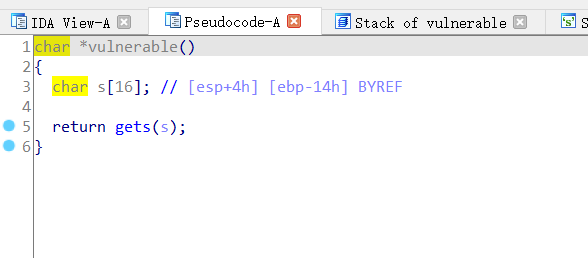 IDA View-A Pseudocode-A Stack of vulnerable S
1 char *vulnerable()
2 {
3 char s[16]; // [esp+4h] [ebp-14h] BYREF
4
5 return gets(s);
6 }